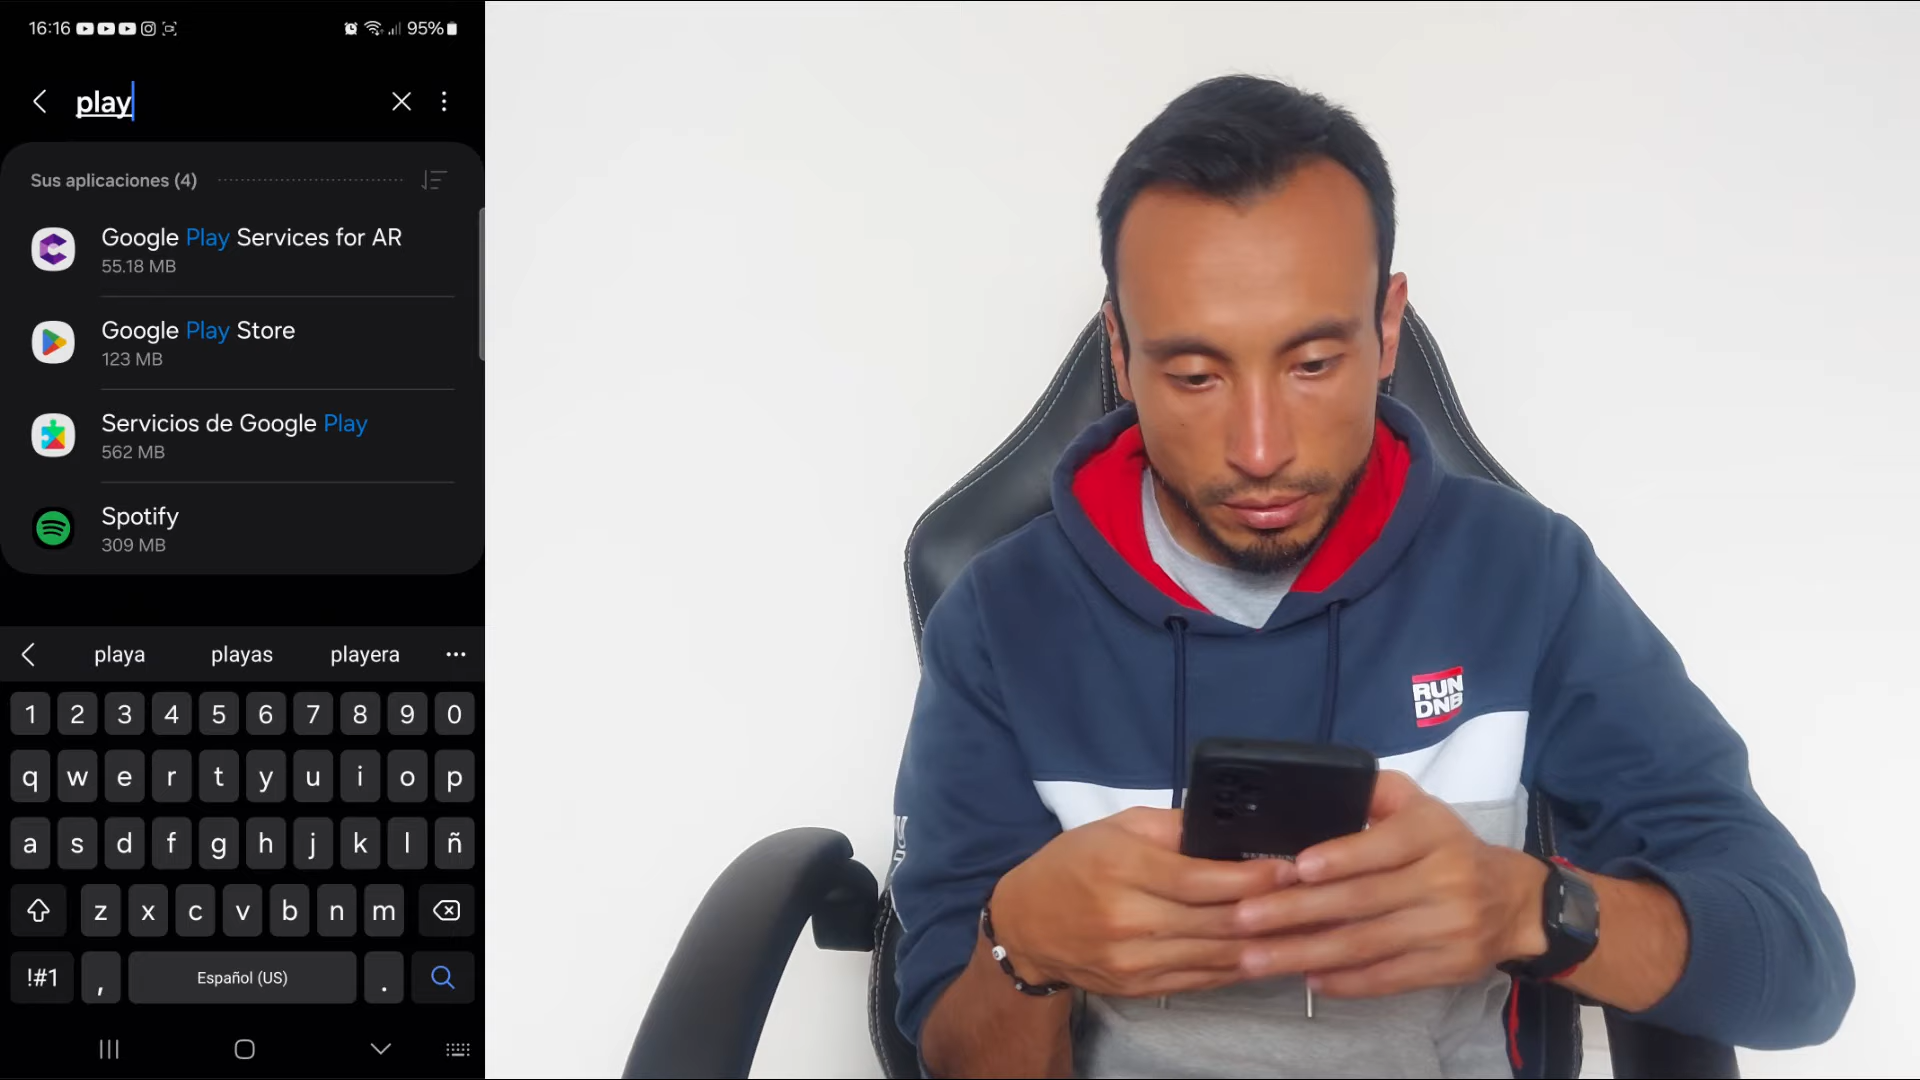 16:16
95%
play
Sus aplicaciones (4)
Google Play Services for AR
55.18 MB
Google Play Store
123 MB
Servicios de Google Play
562 MB
Spotify
309 MB
playa playas playera
1 2 3 4 5 6 7 8 9 0
q w e r t y u i o p
a s d f g h j k l ñ
z x c v b n m
!#1 , Español (US) .
RUN
DNB
SAMSUNG